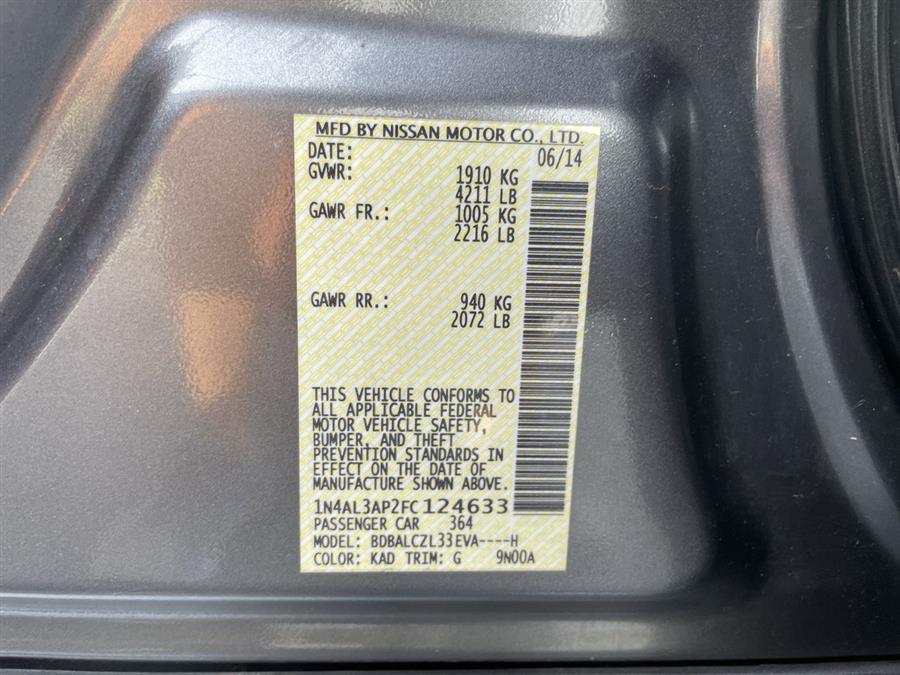 MFD BY NISSAN MOTOR CO., LTD.
DATE: 06/14
GVWR: 1910 KG
4211 LB
GAWR FR.: 1005 KG
2216 LB
GAWR RR.: 940 KG
2072 LB
THIS VEHICLE CONFORMS TO
ALL APPLICABLE FEDERAL
MOTOR VEHICLE SAFETY,
BUMPER, AND THEFT
PREVENTION STANDARDS IN
EFFECT ON THE DATE OF
MANUFACTURE SHOWN ABOVE.
1N4AL3AP2FC124633
PASSENGER CAR 364
MODEL: BDBALCZL33EVA----H
COLOR: KAD TRIM: G 9N00A